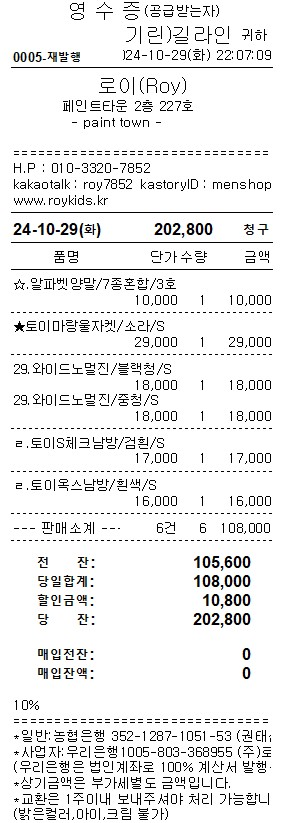 영 수 증(공급받는자)
기린)길라인 귀하
0005-재발행 24-10-29(화) 22:07:09
로이(Roy)
페인트타운 2층 227호
- paint town -
H.P : 010-3320-7852
kakaotalk : roy7852 kastoryID : menshop
www.roykids.kr
24-10-29(화) 202,800 청구
품명 단가 수량 금액
☆.알파벳양말/7종혼합/3호
10,000 1 10,000
★토이마랑울자켓/소라/S
29,000 1 29,000
29.와이드노멀진/블랙청/S
18,000 1 18,000
29.와이드노멀진/중청/S
18,000 1 18,000
ㄹ.토이S체크남방/검흰/S
17,000 1 17,000
ㄹ.토이옥스남방/흰색/S
16,000 1 16,000
--- 판매소계 --- 6건 6 108,000
전 잔: 105,600
당일합계: 108,000
할인금액: 10,800
당 잔: 202,800
매입전잔: 0
매입잔액: 0
10%
*일반:농협은행 352-1287-1051-53 (권태
*사업자:우리은행1005-803-368955 (주)로
(우리은행은 법인계좌로 100% 계산서 발행
*상기금액은 부가세별도 금액입니다.
*교환은 1주이내 보내주셔야 처리 가능합니
(밝은컬러,아이,크림 불가)